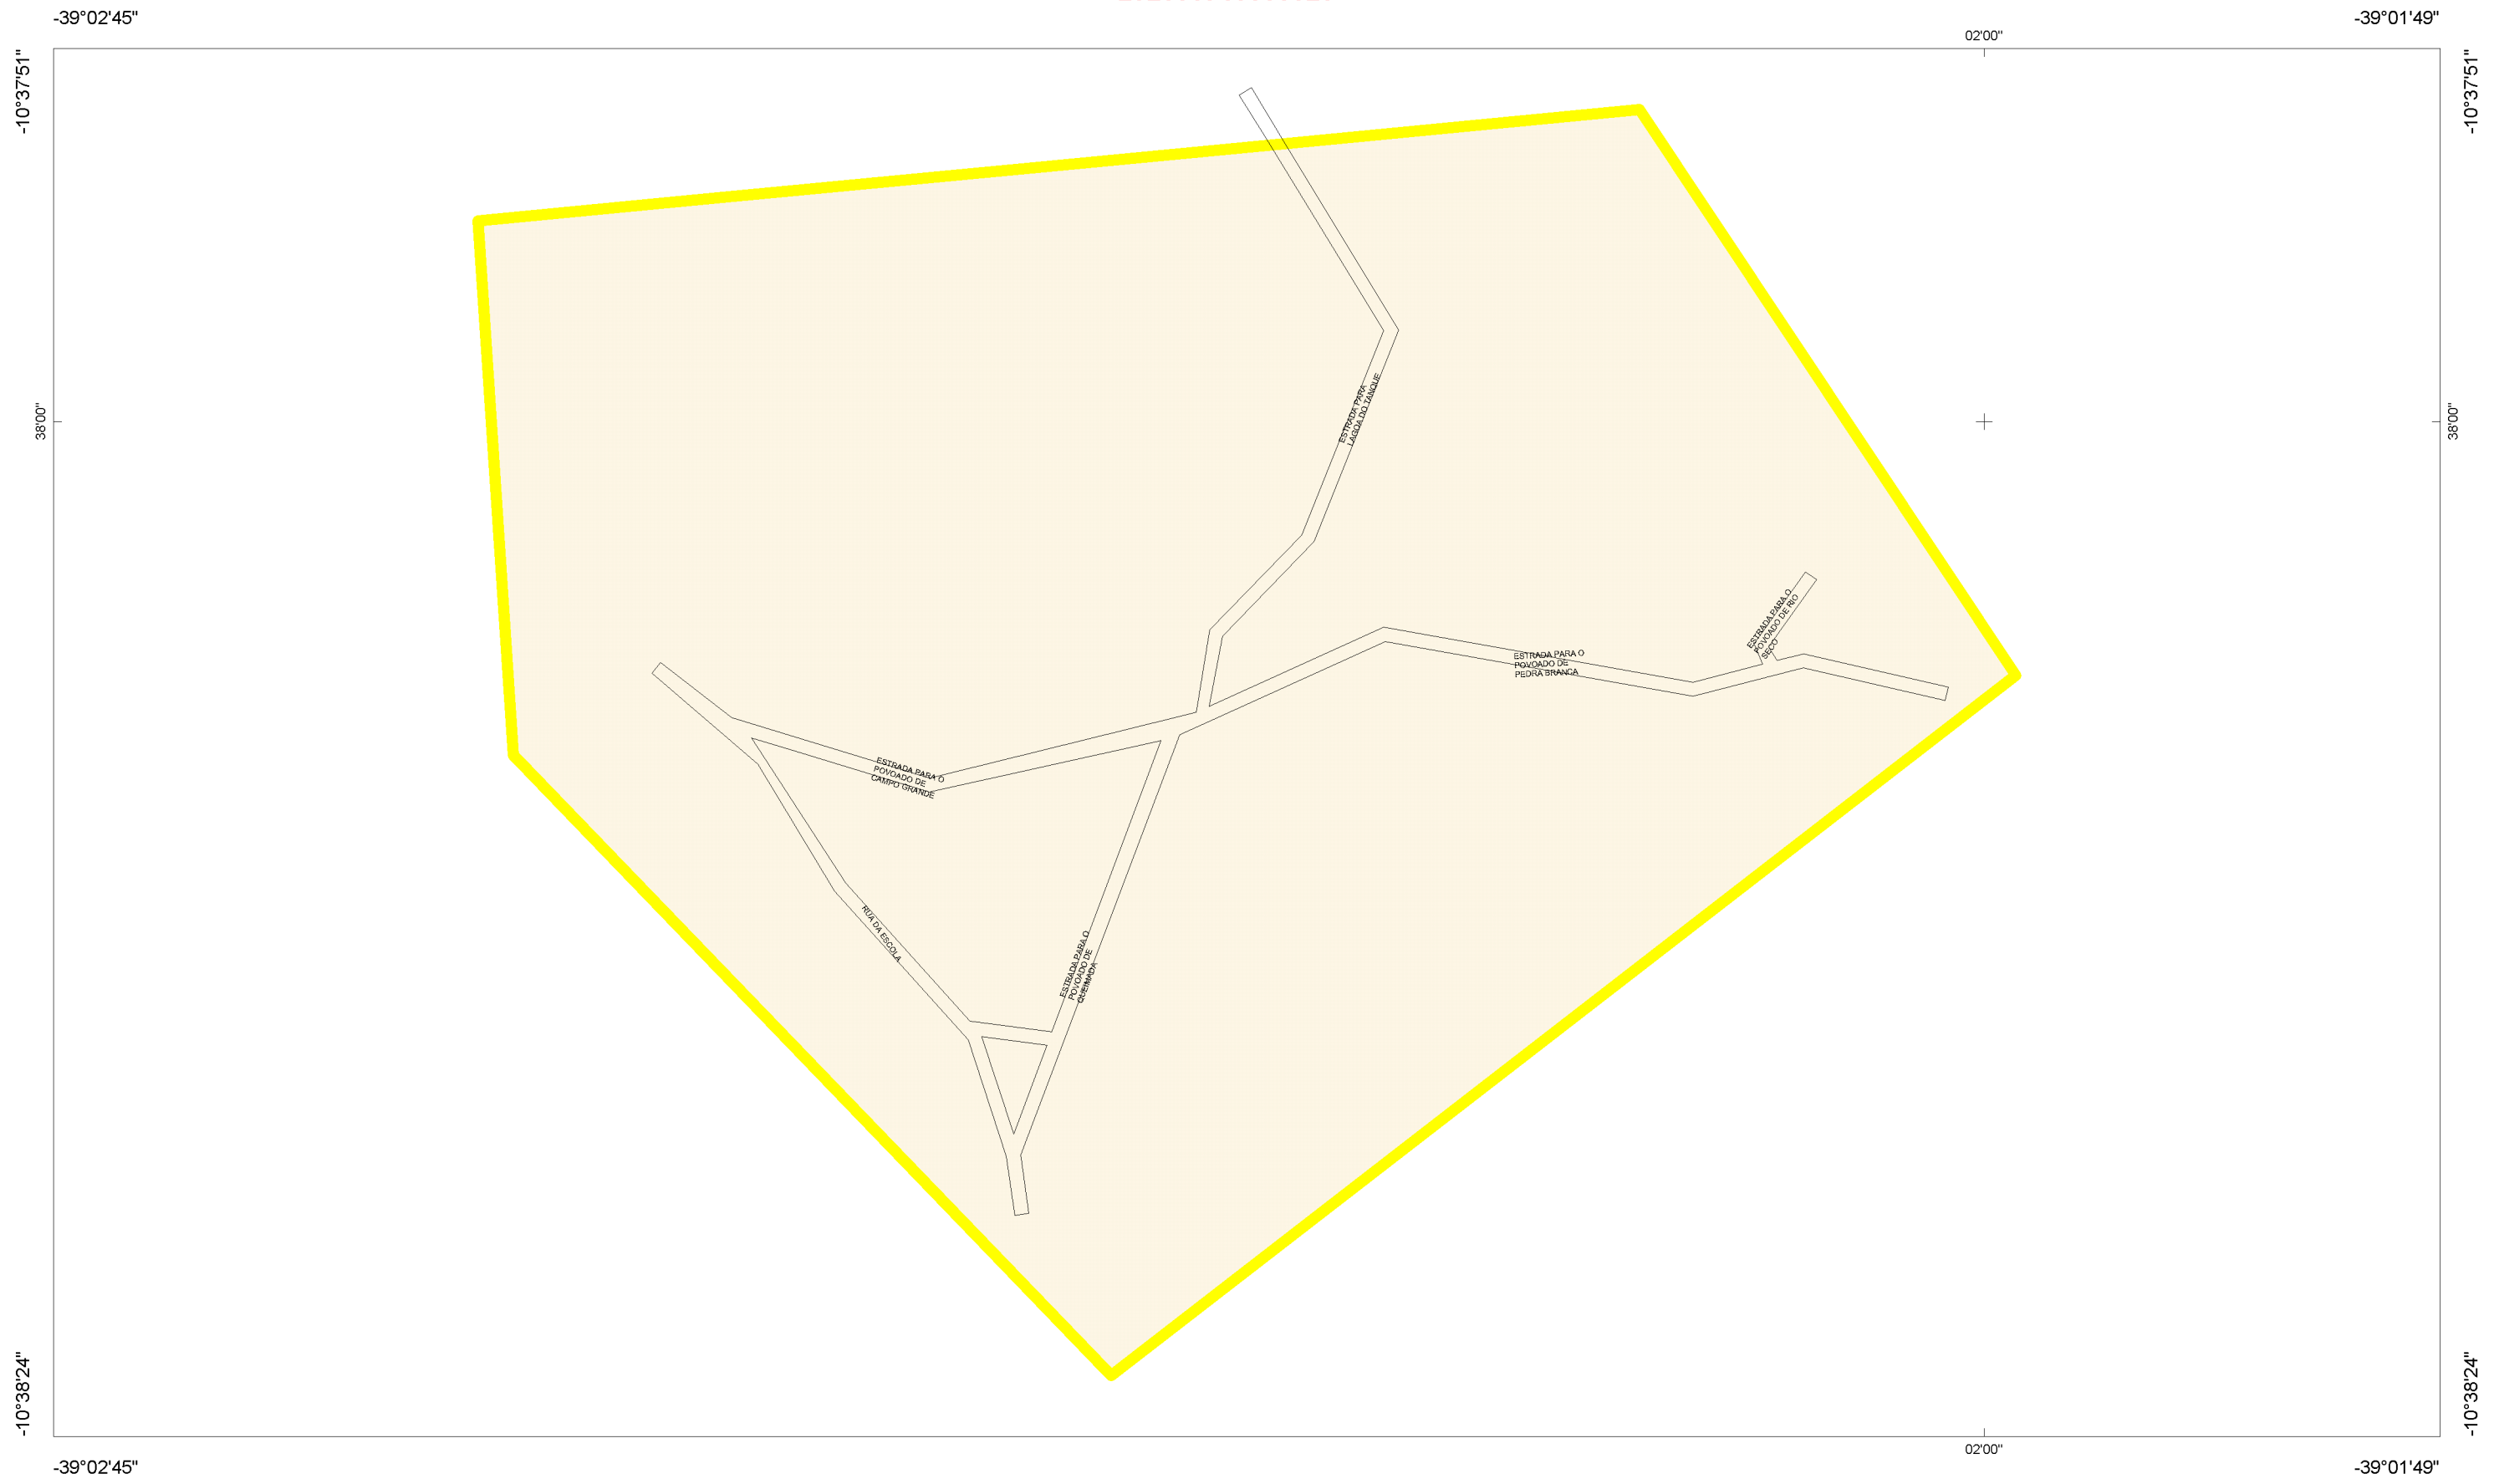 -39°02'45"
-39°01'49"
02'00"
-10°37'51"
-10°37'51"
38'00"
38'00"
ESTRADA PARA
LAGOA DO TANQUE
ESTRADA PARA O
POVOADO DE RIO
SECO
ESTRADA PARA O
POVOADO DE
PEDRA BRANCA
ESTRADA PARA O
POVOADO DE
CAMPO GRANDE
RUA DA ESCOLA
ESTRADA PARA O
POVOADO DE
QUEIMADA
-10°38'24"
-10°38'24"
02'00"
-39°02'45"
-39°01'49"